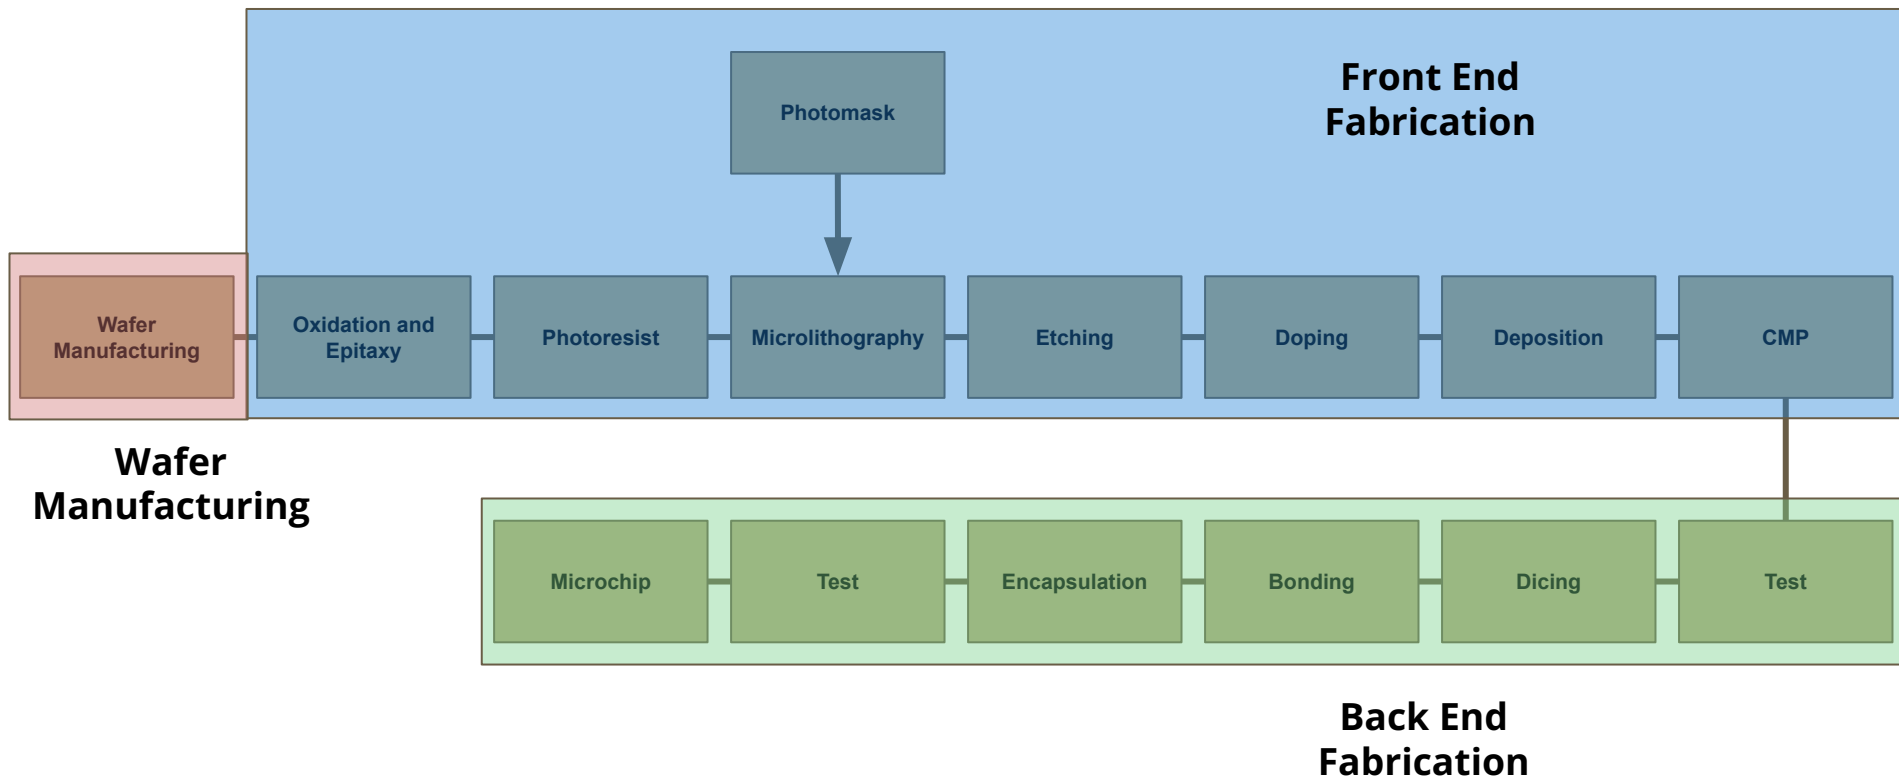 Front End
Fabrication
Photomask
Wafer
Manufacturing
Oxidation and
Epitaxy
Photoresist
Microlithography
Etching
Doping
Deposition
CMP
Wafer
Manufacturing
Microchip
Test
Encapsulation
Bonding
Dicing
Test
Back End
Fabrication